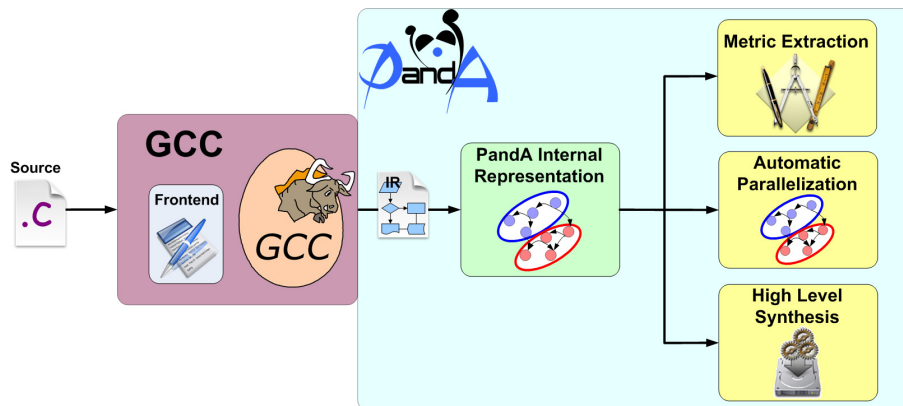 PandA
Metric Extraction
GCC
Source
.C
Frontend
GCC
IR
PandA Internal
Representation
Automatic
Parallelization
High Level
Synthesis